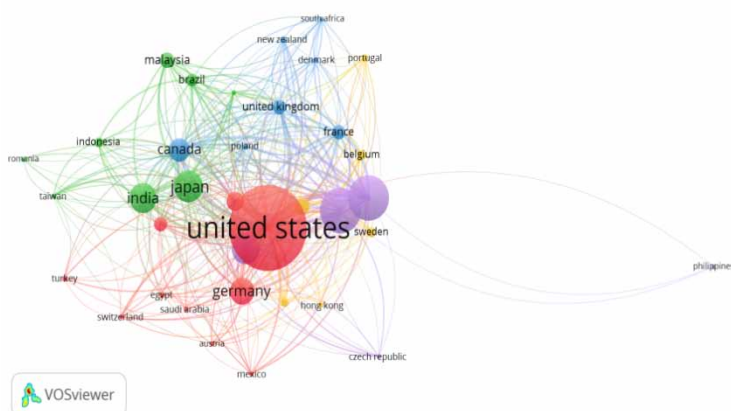 south africa
new zealand
malaysia
denmark
portugal
brazil
united kingdom
france
indonesia
canada
poland
belgium
romania
japan
taiwan
india
united states
sweden
philippine
turkey
germany
egypt
saudi arabia
hong kong
switzerland
austria
czech republic
mexico
VOSviewer